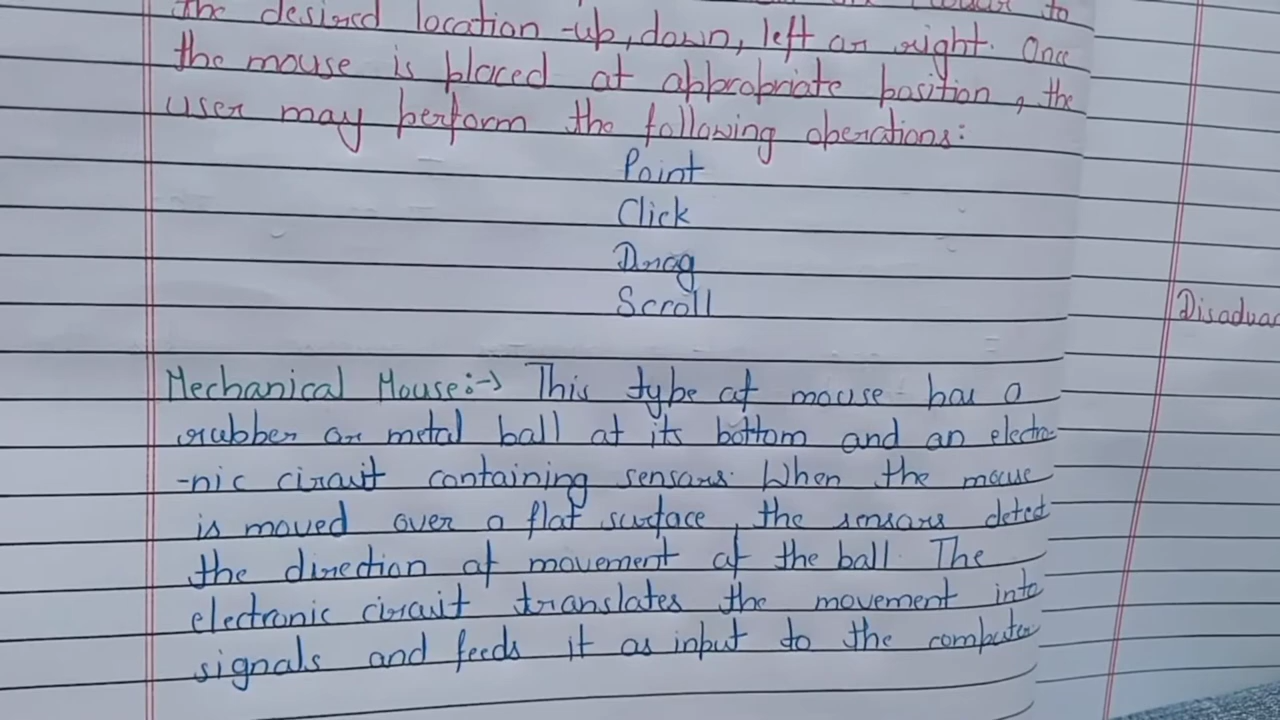 the desired location -up, down, left or right. Once
the mouse is placed at appropriate position, the
user may perform the following operations:
Point
Click
Drag
Scroll
Mechanical Mouse:-> This type of mouse has a
rubber or metal ball at its bottom and an electro
-nic circuit containing sensors. When the mouse
is moved over a flat surface, the sensors detect
the direction of movement of the ball. The
electronic circuit translates the movement into
signals and feeds it as input to the computer